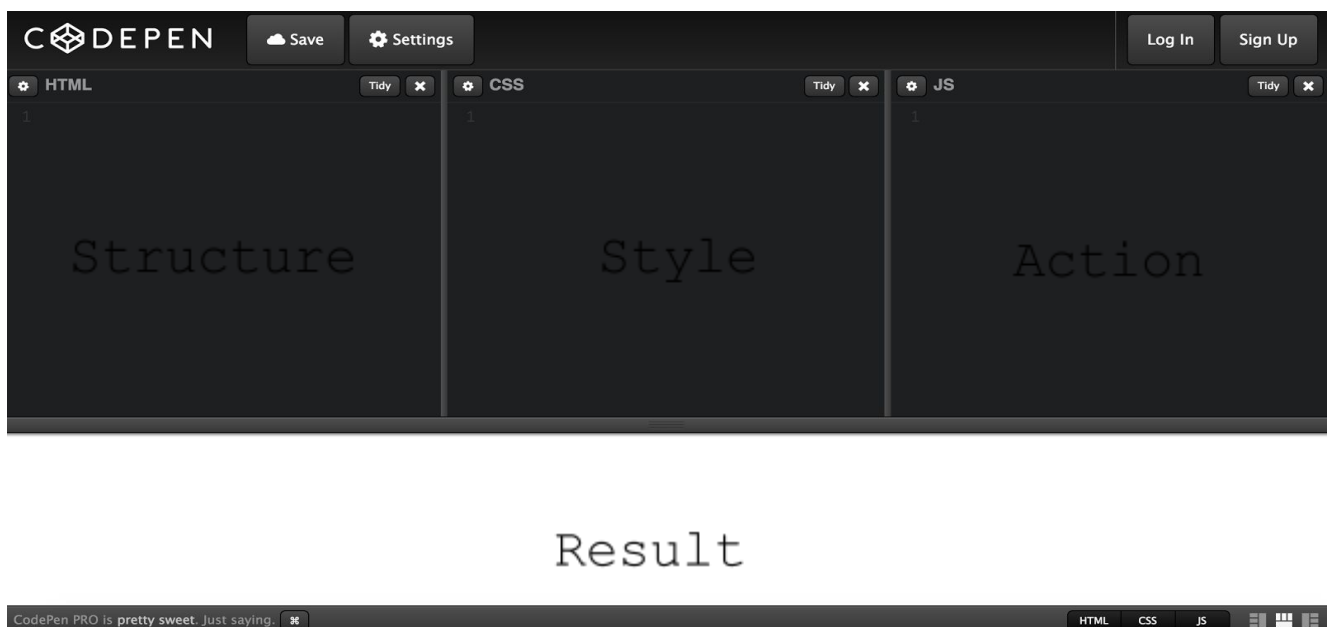 CODEPEN Save Settings Log In Sign Up
HTML Tidy CSS Tidy JS Tidy
1 1 1
Structure Style Action
Result
CodePen PRO is pretty sweet. Just saying. ⌘ HTML CSS JS